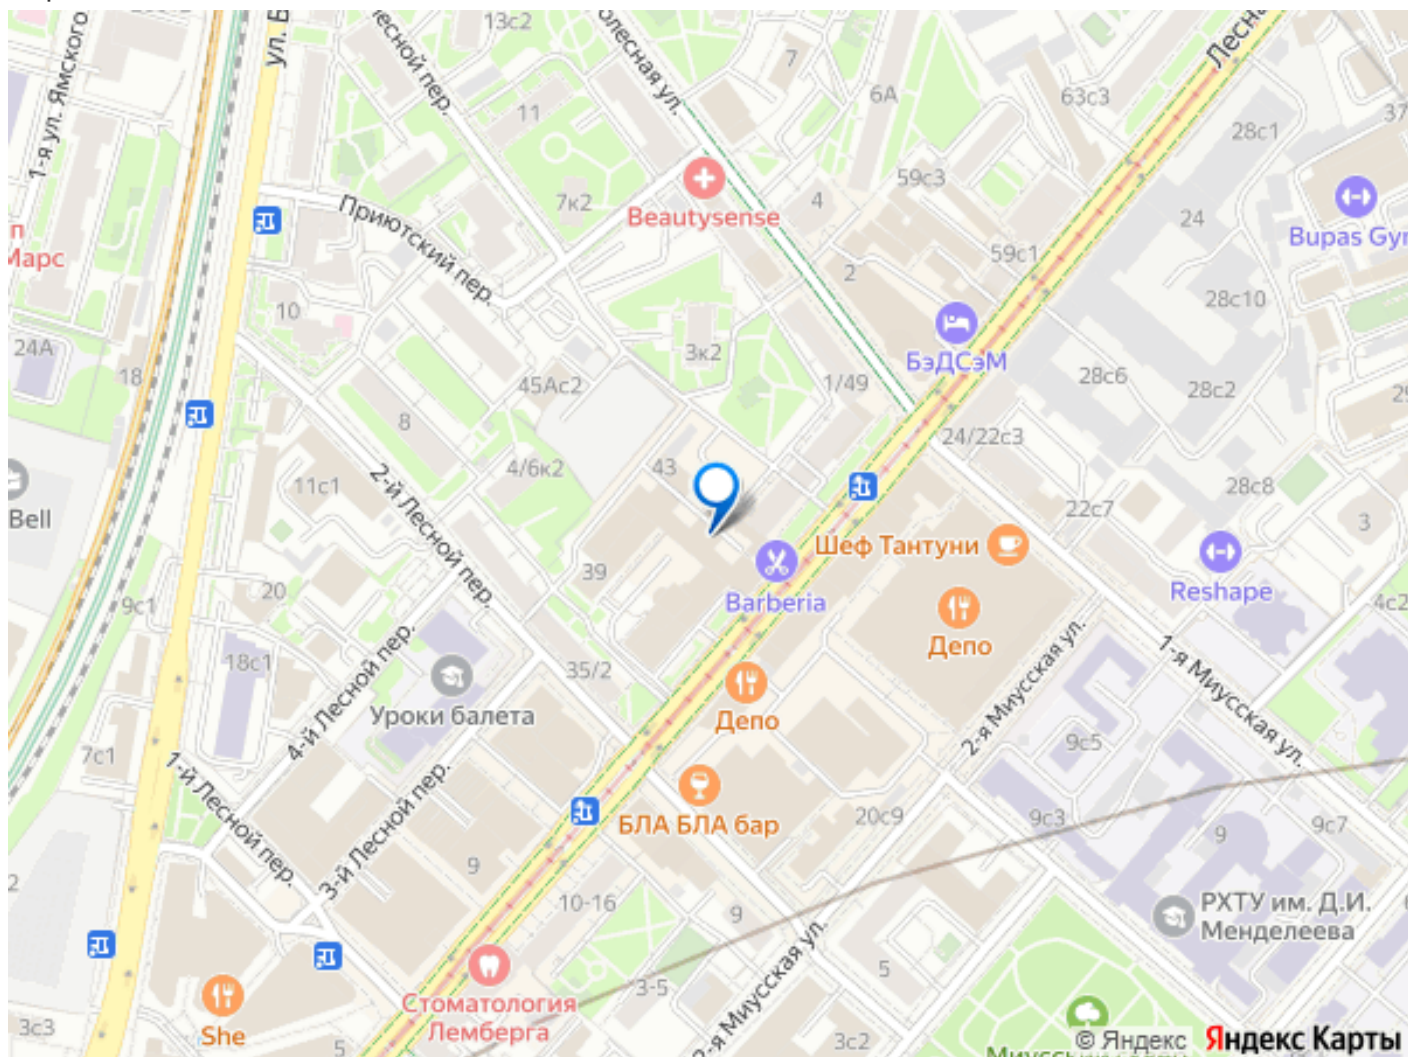 13с2
1-я ул. Ямского
ул. В
лесной пер.
олесная ул.
7
6А
63с3
Лесна
37
28с1
11
59с3
7к2
4
24
Beautysense
Bupas Gyr
Приютский пер.
п
Марс
59с1
2
28с10
10
БэДСэМ
24А
18
3к2
45Ас2
1/49
28с6
28с2
29
8
24/22с3
4/6к2
43
2-й Лесной пер.
11с1
28с8
Bell
22с7
3
Шеф Тантуни
39
20
9с1
Barberia
Reshape
4с2
Депо
1-я Миусская ул.
18с1
35/2
4-й Лесной пер.
Уроки балета
Депо
2-я Миусская ул.
7с1
9с5
1-й Лесной пер.
3-й Лесной пер.
БЛА БЛА бар
20с9
9с3
9
9с7
9
2
10-16
9
РХТУ им. Д.И.
Менделеева
2-я Миусская ул.
5
3-5
Стоматология
Лемберга
She
3с3
5
3с2
© Яндекс Яндекс Карты